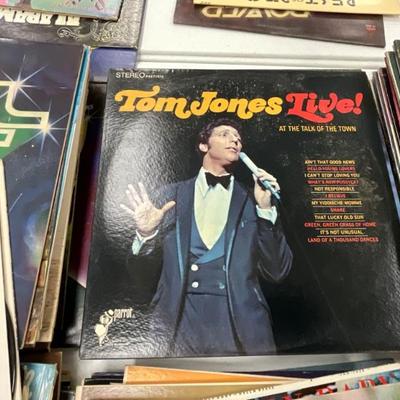 STEREO
Tom Jones Live!
AT THE TALK OF THE TOWN
AIN'T THAT GOOD NEWS
HELLO YOUNG LOVERS
I CAN'T STOP LOVING YOU
WHAT'S NEW PUSSYCAT
NOT RESPONSIBLE
I BELIEVE
MY YIDDISCHE MOMME
SHAKE
THAT LUCKY OLD SUN
GREEN, GREEN GRASS OF HOME
IT'S NOT UNUSUAL
LAND OF A THOUSAND DANCES
parrot